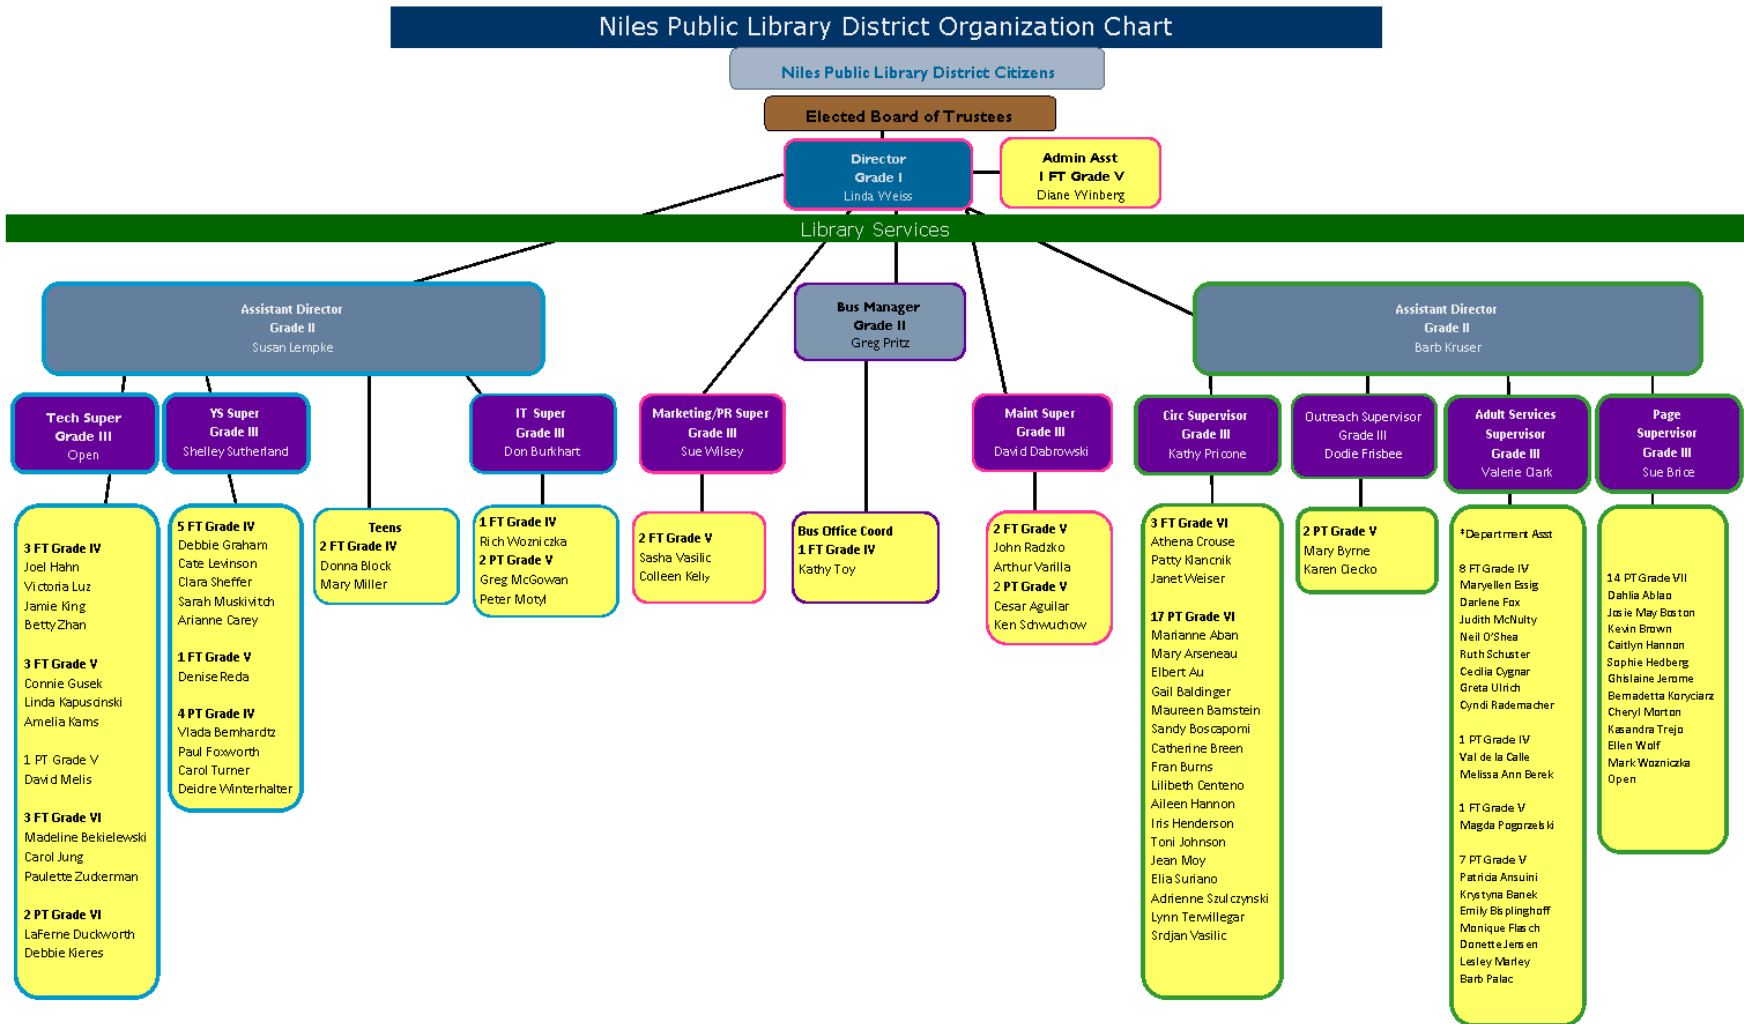 Niles Public Library District Organization Chart
Niles Public Library District Citizens
Elected Board of Trustees
Director
Grade I
Linda Weiss
Admin Asst
1 FT Grade V
Diane Winberg
Library Services
Assistant Director
Grade II
Susan Lempke
Bus Manager
Grade II
Greg Pritz
Assistant Director
Grade II
Barb Kruser
Tech Super
Grade III
Open
YS Super
Grade III
Shelley Sutherland
IT Super
Grade III
Don Burkhart
Marketing/PR Super
Grade III
Sue Wilsey
Maint Super
Grade III
David Dabrowski
Circ Supervisor
Grade III
Kathy Pricone
Outreach Supervisor
Grade III
Dodie Frisbee
Adult Services
Supervisor
Grade III
Valerie Clark
Page
Supervisor
Grade III
Sue Brice
3 FT Grade IV
Joel Hahn
Victoria Luz
Jamie King
Betty Zhan
3 FT Grade V
Connie Gusek
Linda Kapuscinski
Amelia Karns
1 PT Grade V
David Melis
3 FT Grade VI
Madeline Bekielewski
Carol Jung
Paulette Zuckerman
2 PT Grade VI
LaFerne Duckworth
Debbie Kieres
5 FT Grade IV
Debbie Graham
Cate Levinson
Clara Sheffer
Sarah Muskivitch
Arianne Carey
1 FT Grade V
Denise Reda
4 PT Grade IV
Vlada Bernhardtz
Paul Foxworth
Carol Turner
Deidre Winterhalter
Teens
2 FT Grade IV
Donna Block
Mary Miller
1 FT Grade IV
Rich Wozniczka
2 PT Grade V
Greg McGowan
Peter Motyl
2 FT Grade V
Sasha Vasilic
Colleen Kelly
Bus Office Coord
1 FT Grade IV
Kathy Toy
2 FT Grade V
John Radzko
Arthur Varilla
2 PT Grade V
Cesar Aguilar
Ken Schwuchow
3 FT Grade VI
Athena Crouse
Patty Klancnik
Janet Weiser
17 PT Grade VI
Marianne Aban
Mary Arseneau
Elbert Au
Gail Baldinger
Maureen Barnstein
Sandy Boscapomi
Catherine Breen
Fran Burns
Lilibeth Centeno
Aileen Hannon
Iris Henderson
Toni Johnson
Jean Moy
Elia Suriano
Adrienne Szulczynski
Lynn Terwillegar
Srdjan Vasilic
2 PT Grade V
Mary Byrne
Karen Ciecko
*Department Asst
8 FT Grade IV
Maryellen Essig
Darlene Fox
Judith McNulty
Neil O'Shea
Ruth Schuster
Cecilia Cygnar
Greta Ulrich
Cyndi Rademacher
1 PT Grade IV
Val de la Calle
Melissa Ann Berek
1 FT Grade V
Magda Pogorzelski
7 PT Grade V
Patricia Ansuini
Krystyna Banek
Emily Bisplinghoff
Monique Flasch
Donette Jensen
Lesley Marley
Barb Palac
14 PT Grade VII
Dahlia Ablao
Josie May Boston
Kevin Brown
Caitlyn Hannon
Sophie Hedberg
Ghislaine Jerome
Bernadetta Koryciarz
Cheryl Morton
Kasandra Trejo
Ellen Wolf
Mark Wozniczka
Open